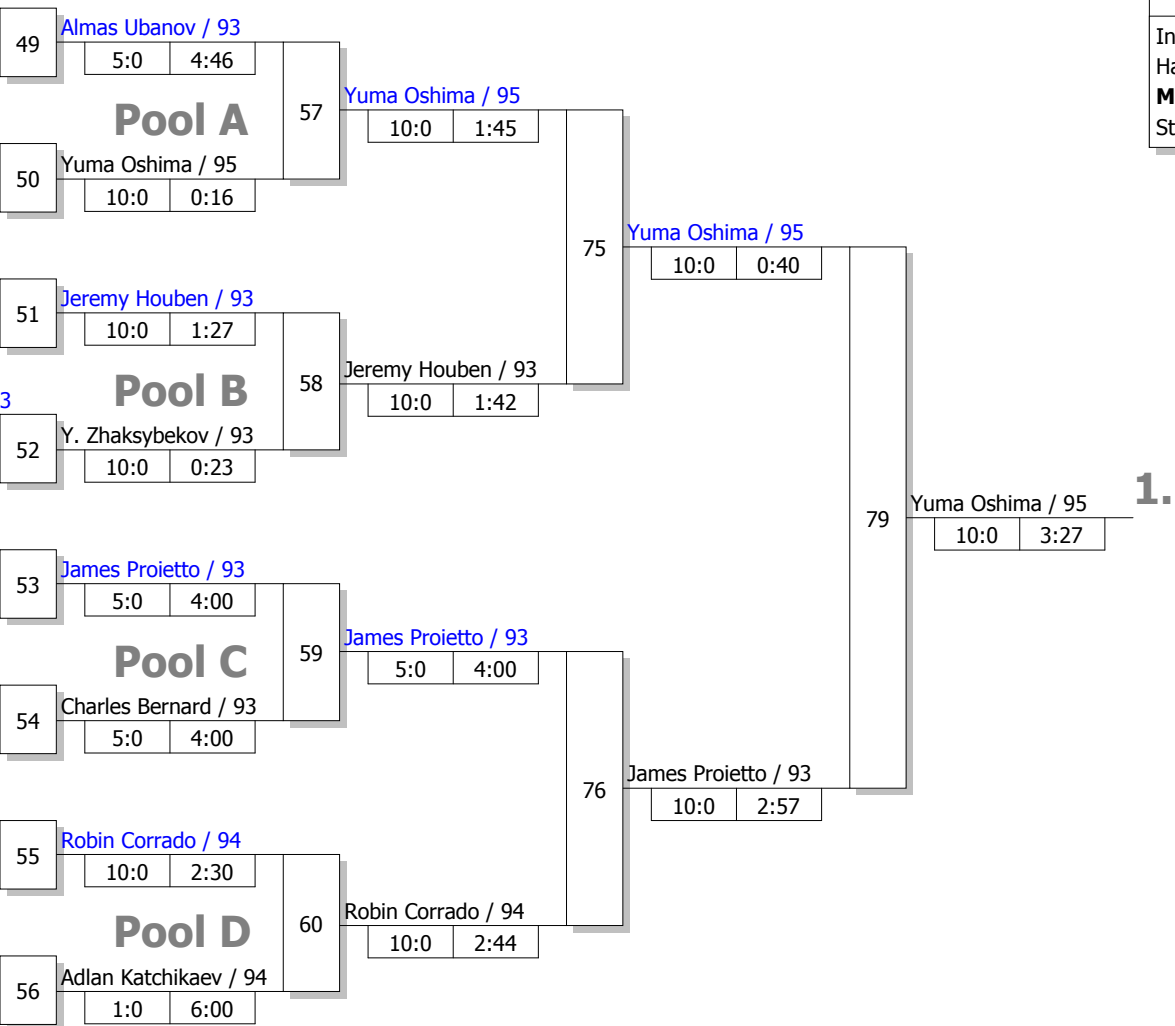 49
Almas Ubanov / 93
5:0 4:46
Pool A
50
Yuma Oshima / 95
10:0 0:16
57
Yuma Oshima / 95
10:0 1:45
51
Jeremy Houben / 93
10:0 1:27
Pool B
3
52
Y. Zhaksybekov / 93
10:0 0:23
58
Jeremy Houben / 93
10:0 1:42
75
Yuma Oshima / 95
10:0 0:40
53
James Proietto / 93
5:0 4:00
Pool C
54
Charles Bernard / 93
5:0 4:00
59
James Proietto / 93
5:0 4:00
55
Robin Corrado / 94
10:0 2:30
Pool D
56
Adlan Katchikaev / 94
1:0 6:00
60
Robin Corrado / 94
10:0 2:44
76
James Proietto / 93
10:0 2:57
79
Yuma Oshima / 95
10:0 3:27
1.
In
Ha
M
St